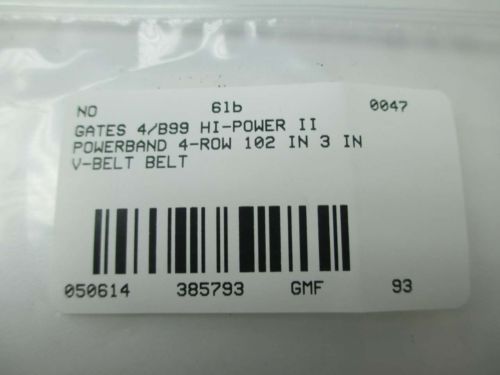 NO 61b 0047
GATES 4/B99 HI-POWER II
POWERBAND 4-ROW 102 IN 3 IN
V-BELT BELT
050614 385793 GMF 93